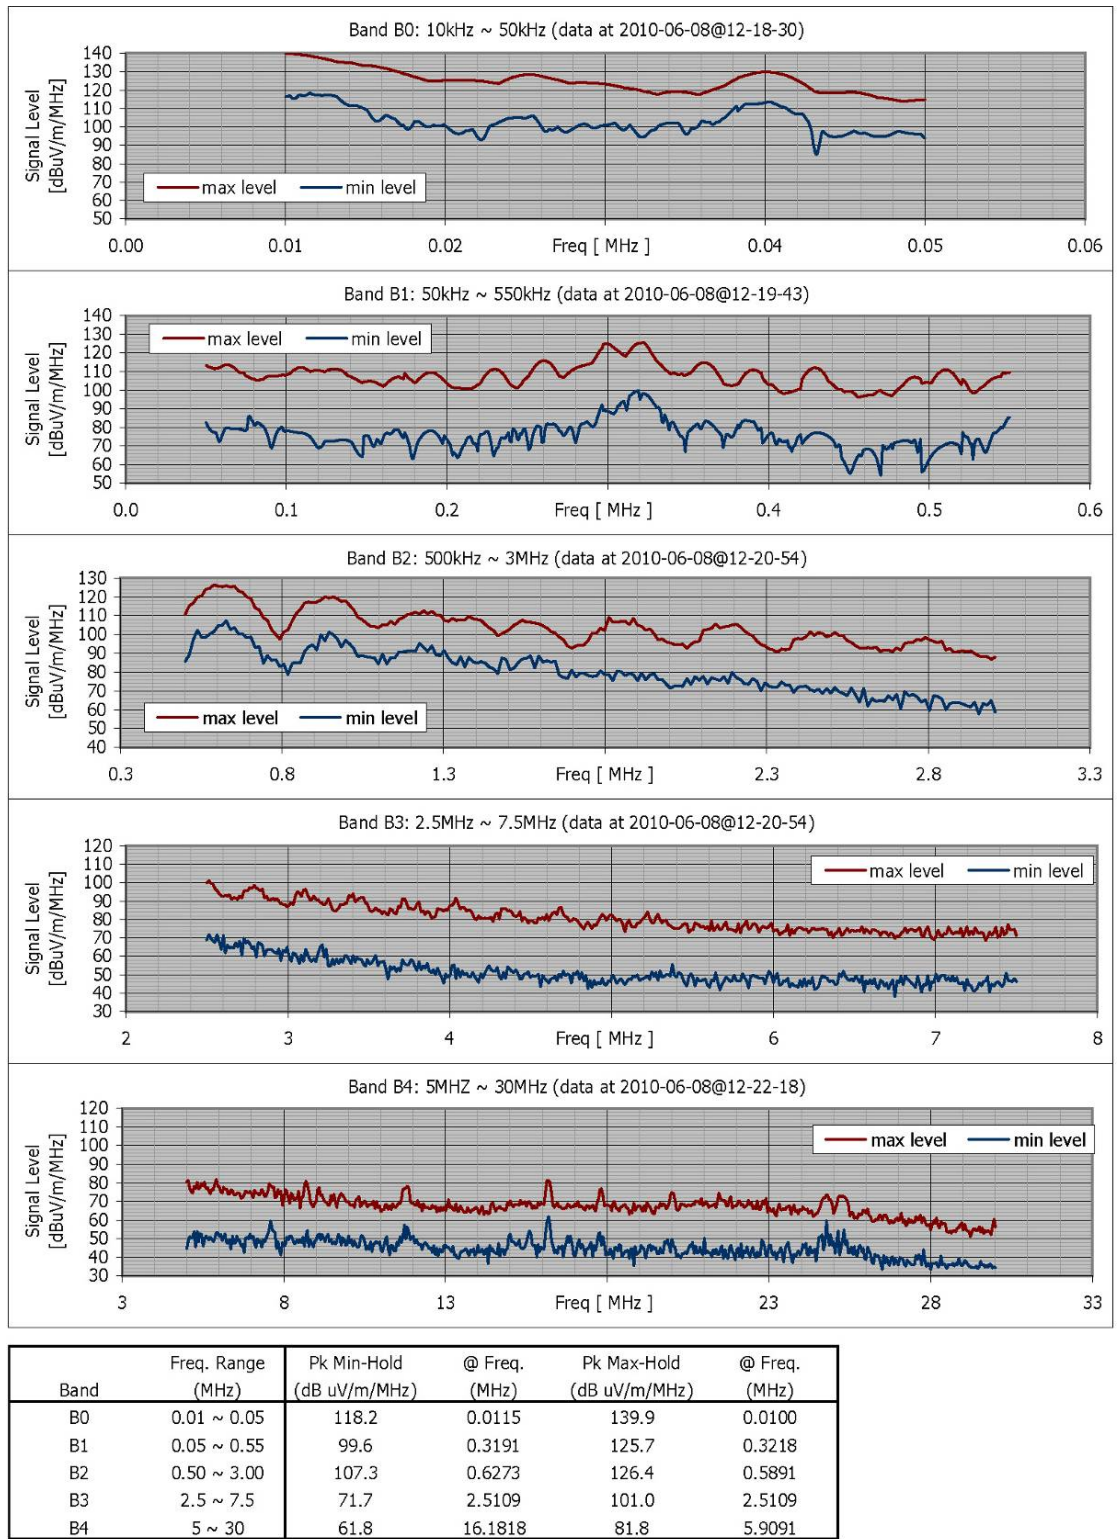 Band B0: 10kHz ~ 50kHz (data at 2010-06-08@12-18-30)
Signal Level
[dBuV/m/MHz]
140
130
120
110
100
90
80
70
60
50
max level min level
0.00 0.01 0.02 Freq [ MHz ] 0.04 0.05 0.06
Band B1: 50kHz ~ 550kHz (data at 2010-06-08@12-19-43)
Signal Level
[dBuV/m/MHz]
140
130
120
110
100
90
80
70
60
50
max level min level
0.0 0.1 0.2 Freq [ MHz ] 0.4 0.5 0.6
Band B2: 500kHz ~ 3MHz (data at 2010-06-08@12-20-54)
Signal Level
[dBuV/m/MHz]
130
120
110
100
90
80
70
60
50
40
max level min level
0.3 0.8 1.3 Freq [ MHz ] 2.3 2.8 3.3
Band B3: 2.5MHz ~ 7.5MHz (data at 2010-06-08@12-20-54)
Signal Level
[dBuV/m/MHz]
120
110
100
90
80
70
60
50
40
30
max level min level
2 3 4 Freq [ MHz ] 6 7 8
Band B4: 5MHZ ~ 30MHz (data at 2010-06-08@12-22-18)
Signal Level
[dBuV/m/MHz]
120
110
100
90
80
70
60
50
40
30
max level min level
3 8 13 Freq [ MHz ] 23 28 33
Freq. Range Pk Min-Hold @ Freq. Pk Max-Hold @ Freq.
Band (MHz) (dB uV/m/MHz) (MHz) (dB uV/m/MHz) (MHz)
B0 0.01 ~ 0.05 118.2 0.0115 139.9 0.0100
B1 0.05 ~ 0.55 99.6 0.3191 125.7 0.3218
B2 0.50 ~ 3.00 107.3 0.6273 126.4 0.5891
B3 2.5 ~ 7.5 71.7 2.5109 101.0 2.5109
B4 5 ~ 30 61.8 16.1818 81.8 5.9091